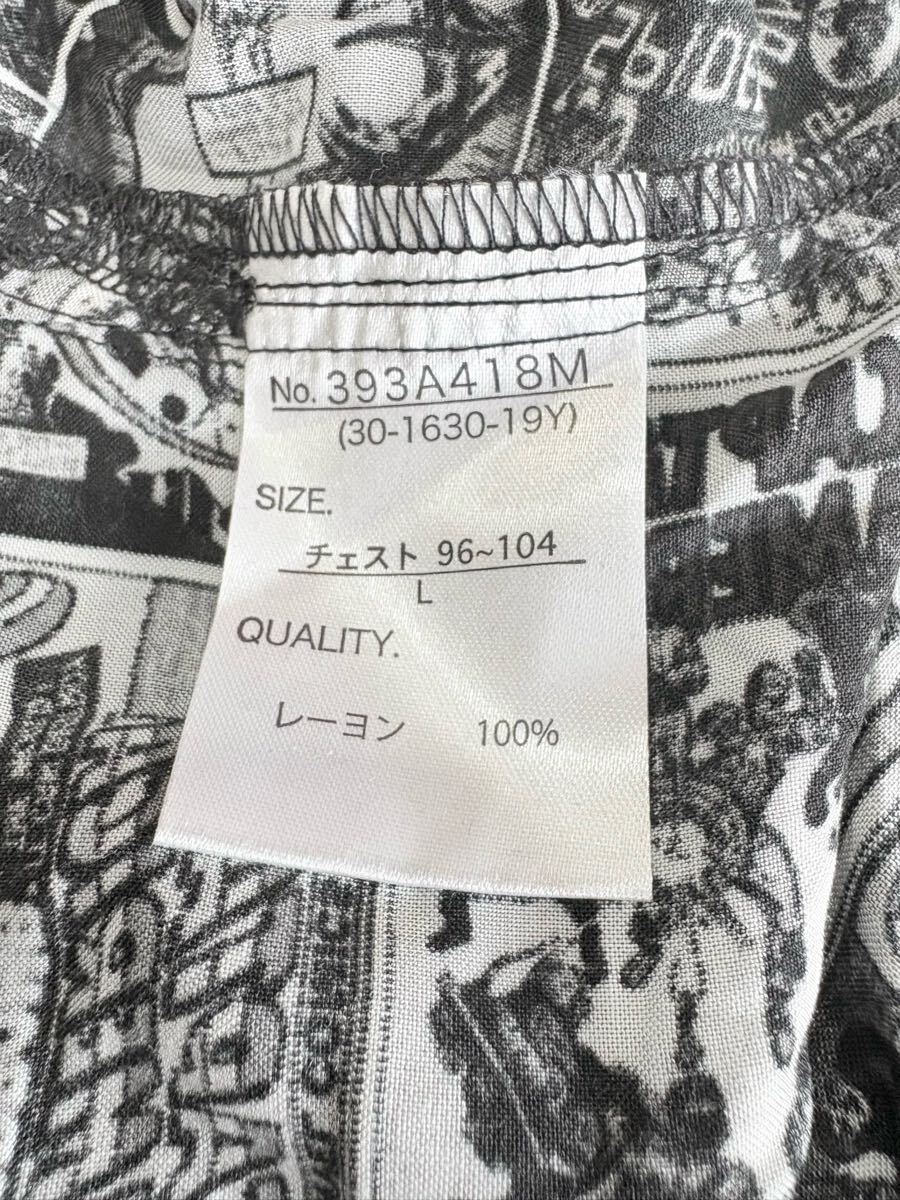 No. 393A418M
(30-1630-19Y)
SIZE.
チェスト 96~104
L
QUALITY.
レーヨン 100%